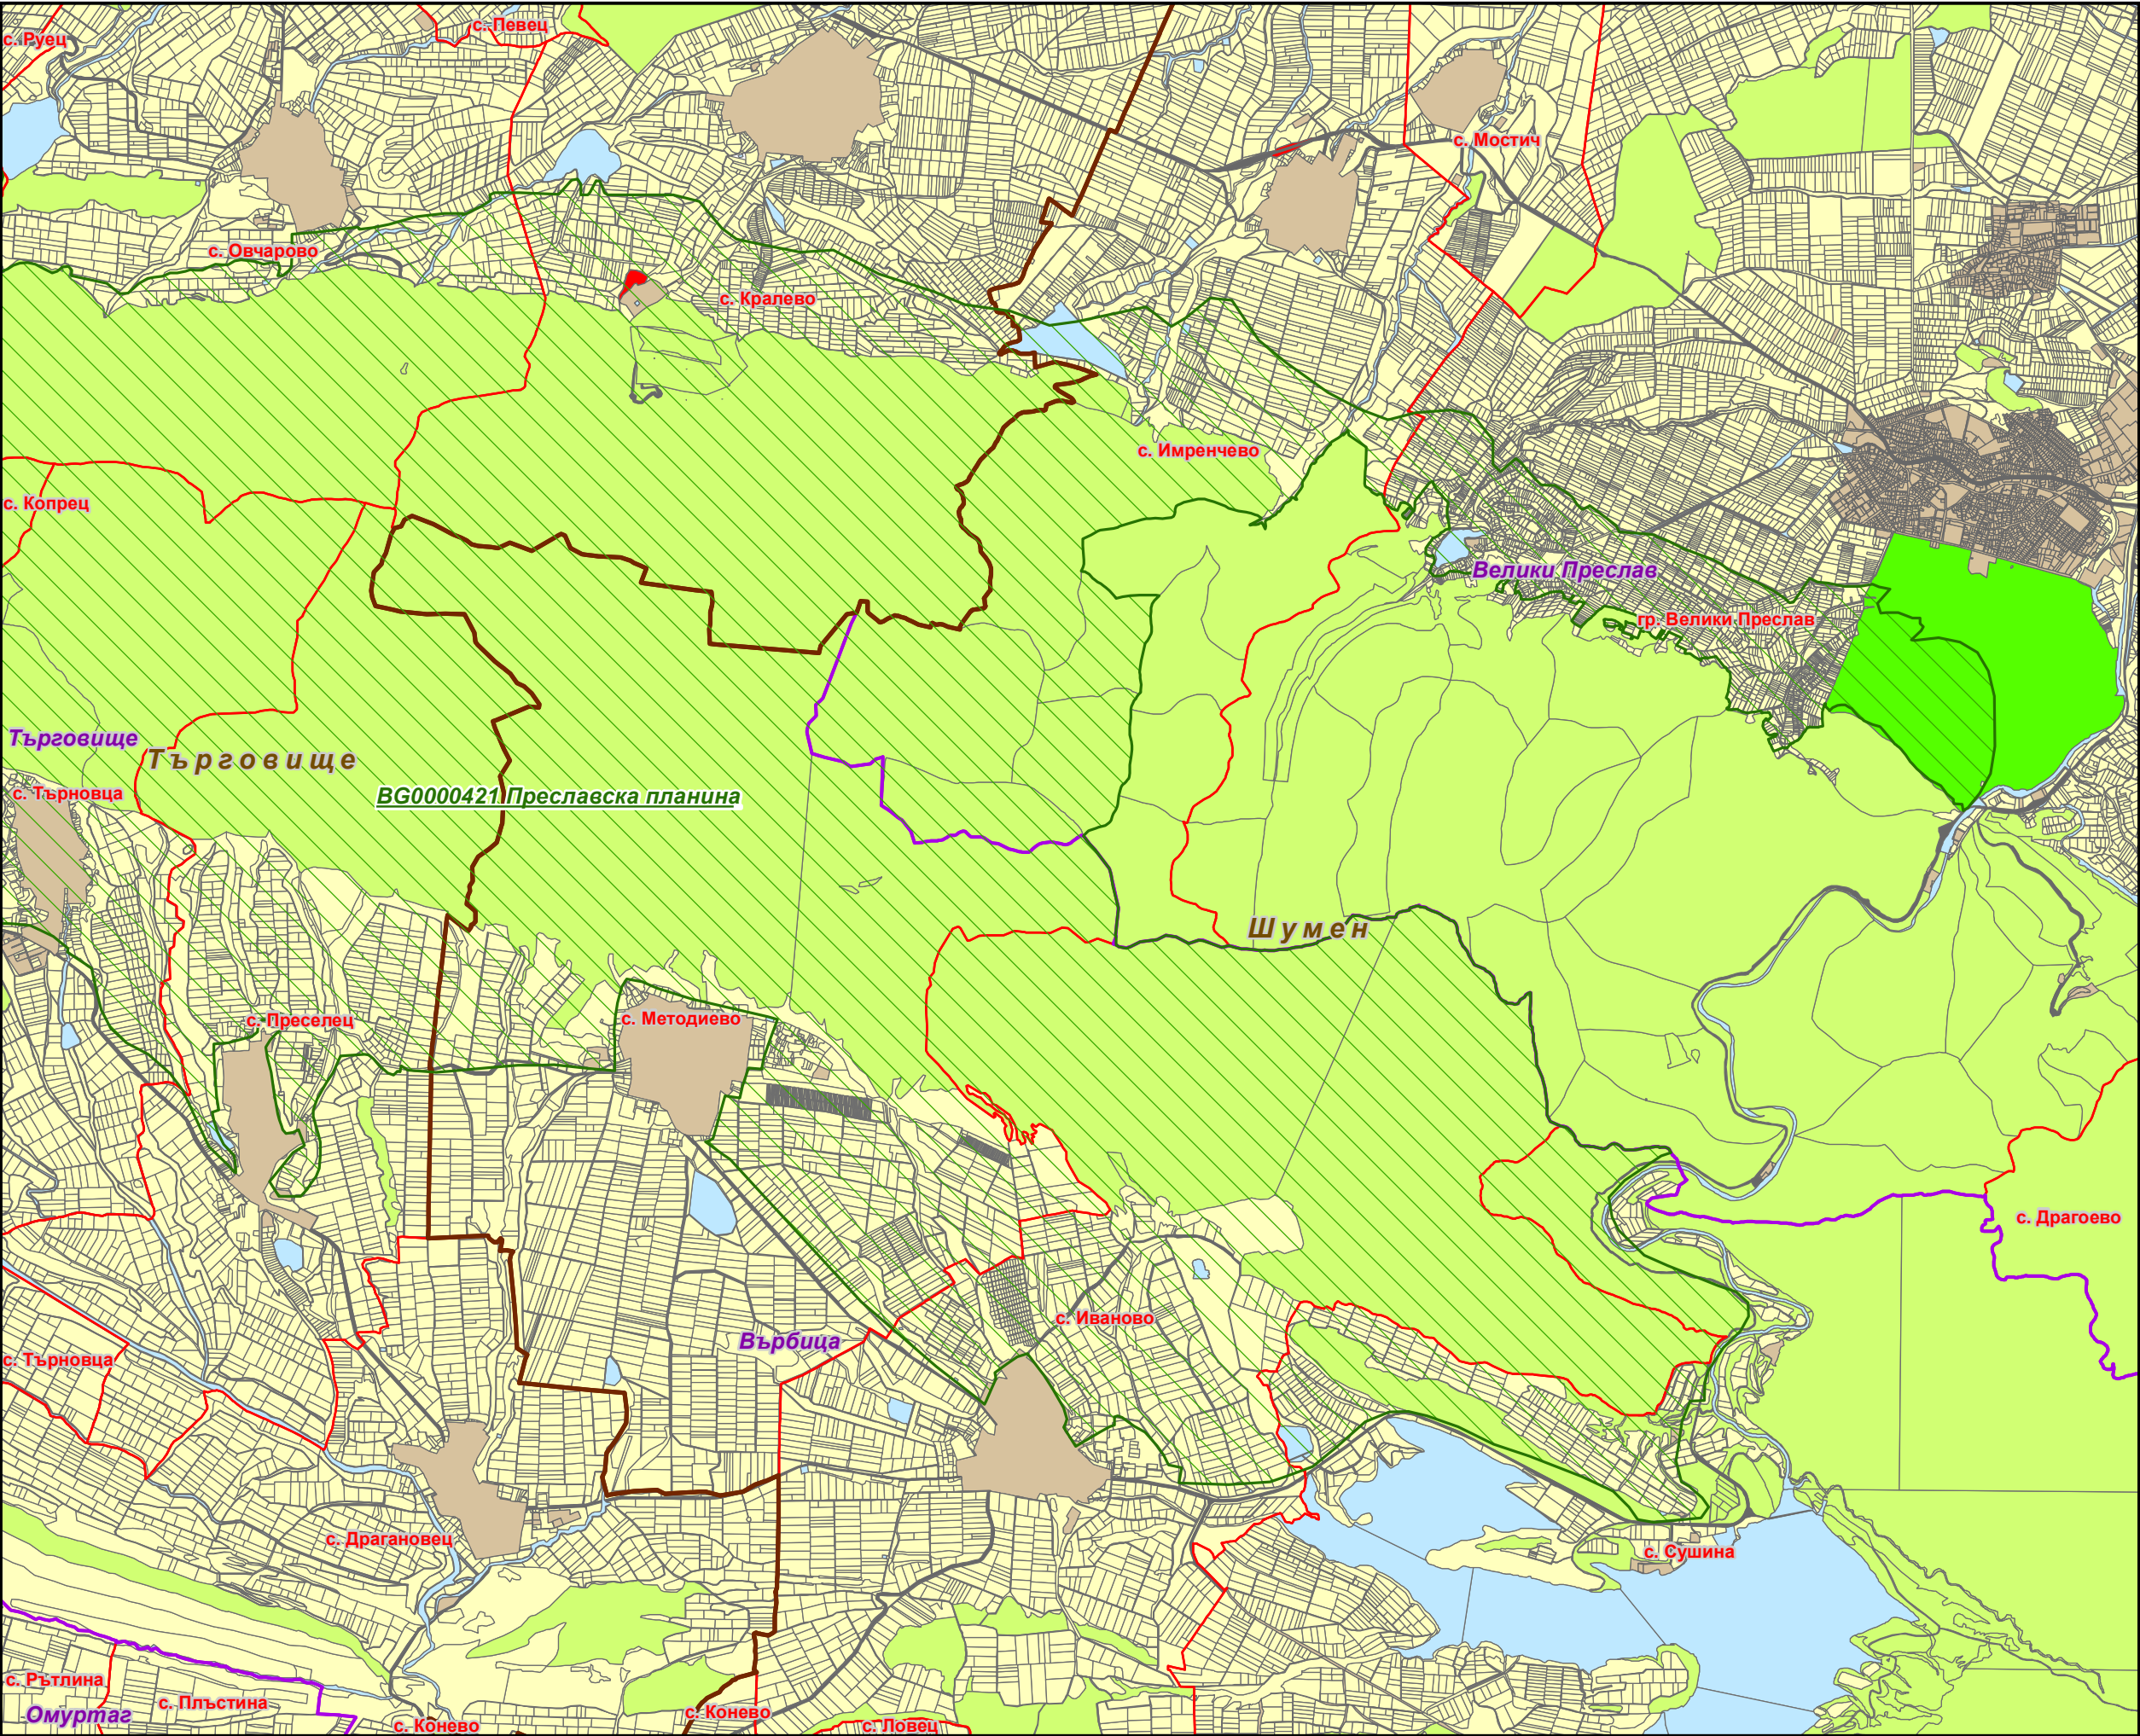 с. Певец
с. Руец
с. Мостич
с. Овчарово
с. Кралево
с. Имренчево
с. Копрец
Велики Преслав
гр. Велики Преслав
Търговище
Търговище
с. Търновца
BG0000421 Преславска планина
Шумен
с. Преселец
с. Методиево
с. Драгоево
с. Иваново
Върбица
с. Търновца
с. Драгановец
с. Сушина
с. Рътлина
с. Плъстина
Омуртаг
с. Конево
с. Конево
с. Ловец